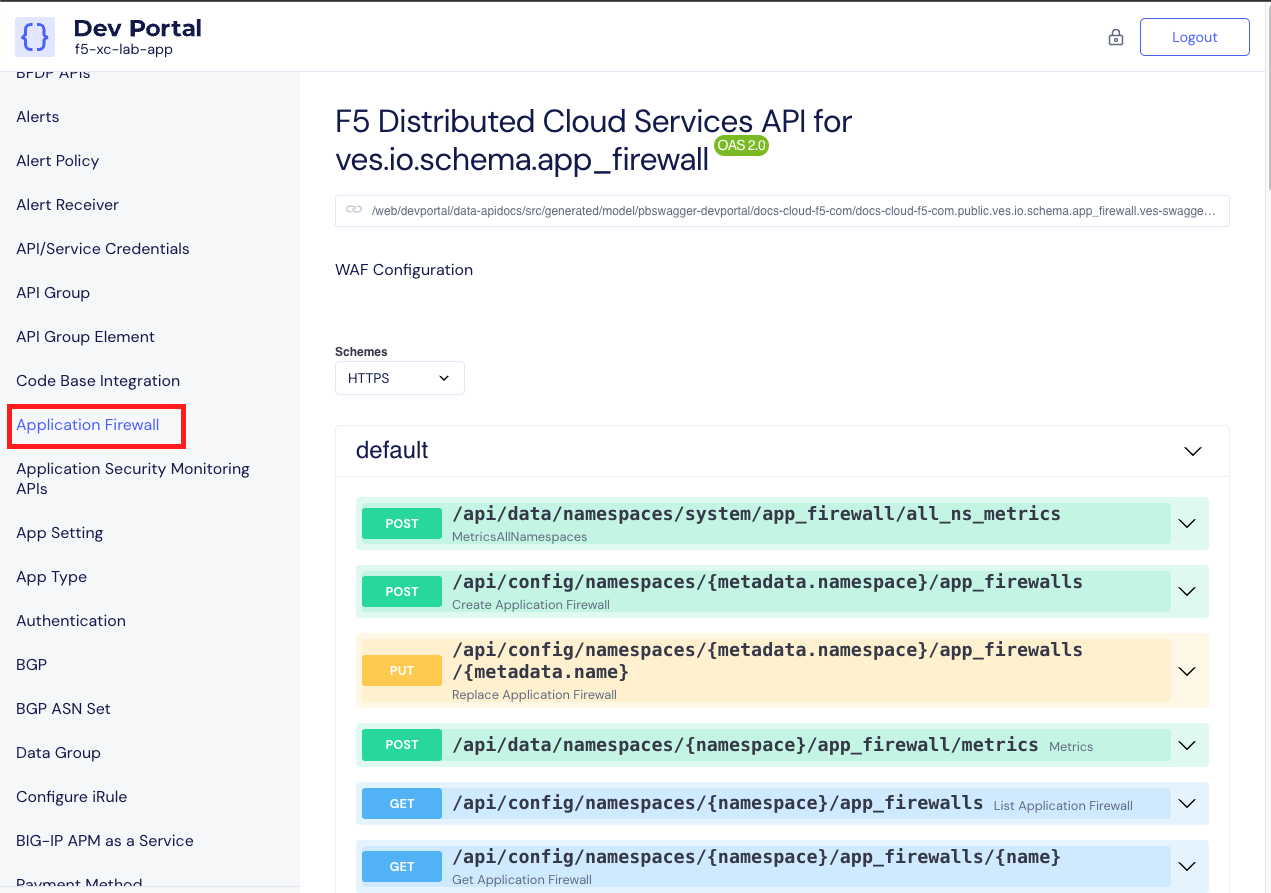 Dev Portal
f5-xc-lab-app
Logout
BFDP APIs
Alerts
Alert Policy
Alert Receiver
API/Service Credentials
API Group
API Group Element
Code Base Integration
Application Firewall
Application Security Monitoring
APIs
App Setting
App Type
Authentication
BGP
BGP ASN Set
Data Group
Configure iRule
BIG-IP APM as a Service
Payment Method
F5 Distributed Cloud Services API for
ves.io.schema.app_firewall OAS 2.0
/web/devportal/data-apidocs/src/generated/model/pbswagger-devportal/docs-cloud-f5-com/docs-cloud-f5-com.public.ves.io.schema.app_firewall.ves-swagge…
WAF Configuration
Schemes
HTTPS
default
POST /api/data/namespaces/system/app_firewall/all_ns_metrics
MetricsAllNamespaces
POST /api/config/namespaces/{metadata.namespace}/app_firewalls
Create Application Firewall
PUT /api/config/namespaces/{metadata.namespace}/app_firewalls
/{metadata.name}
Replace Application Firewall
POST /api/data/namespaces/{namespace}/app_firewall/metrics Metrics
GET /api/config/namespaces/{namespace}/app_firewalls List Application Firewall
GET /api/config/namespaces/{namespace}/app_firewalls/{name}
Get Application Firewall